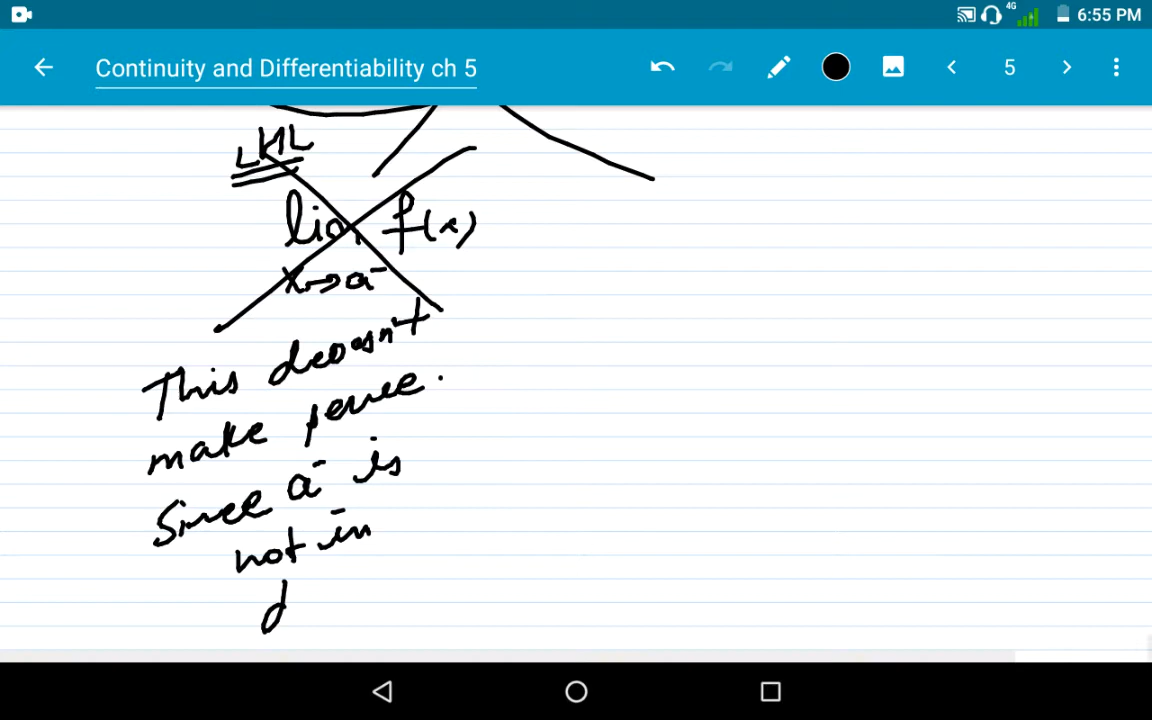 4G 6:55 PM
Continuity and Differentiability ch 5 5
LHL
lim f(x)
x→a⁻
This doesn't
make sense.
Since a⁻ is
not in
d